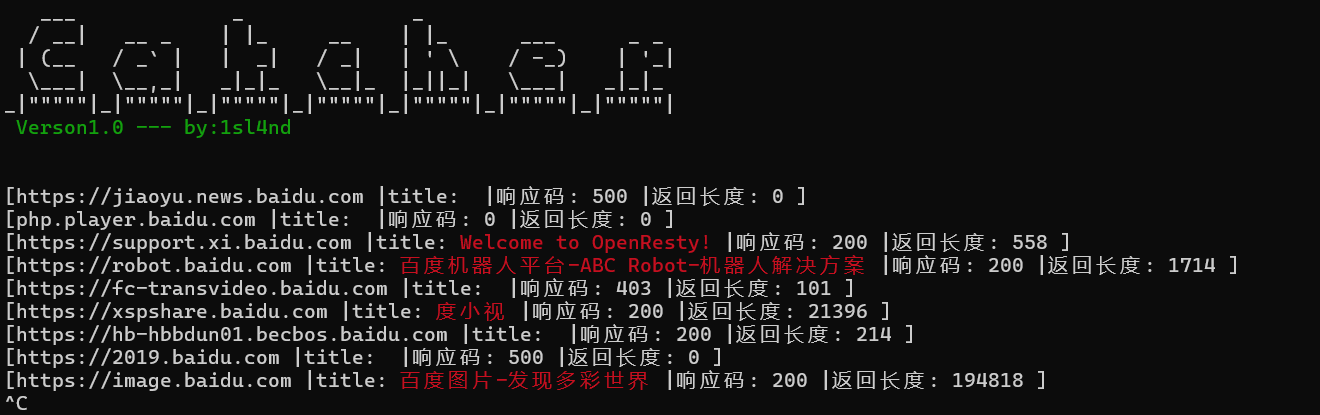 Catcher
Verson1.0 --- by:1sl4nd
[https://jiaoyu.news.baidu.com |title:  |响应码: 500 |返回长度: 0 ]
[php.player.baidu.com |title:  |响应码: 0 |返回长度: 0 ]
[https://support.xi.baidu.com |title: Welcome to OpenResty! |响应码: 200 |返回长度: 558 ]
[https://robot.baidu.com |title: 百度机器人平台-ABC Robot-机器人解决方案 |响应码: 200 |返回长度: 1714 ]
[https://fc-transvideo.baidu.com |title:  |响应码: 403 |返回长度: 101 ]
[https://xspshare.baidu.com |title: 度小视 |响应码: 200 |返回长度: 21396 ]
[https://hb-hbbdun01.becbos.baidu.com |title:  |响应码: 200 |返回长度: 214 ]
[https://2019.baidu.com |title:  |响应码: 500 |返回长度: 0 ]
[https://image.baidu.com |title: 百度图片-发现多彩世界 |响应码: 200 |返回长度: 194818 ]
^C